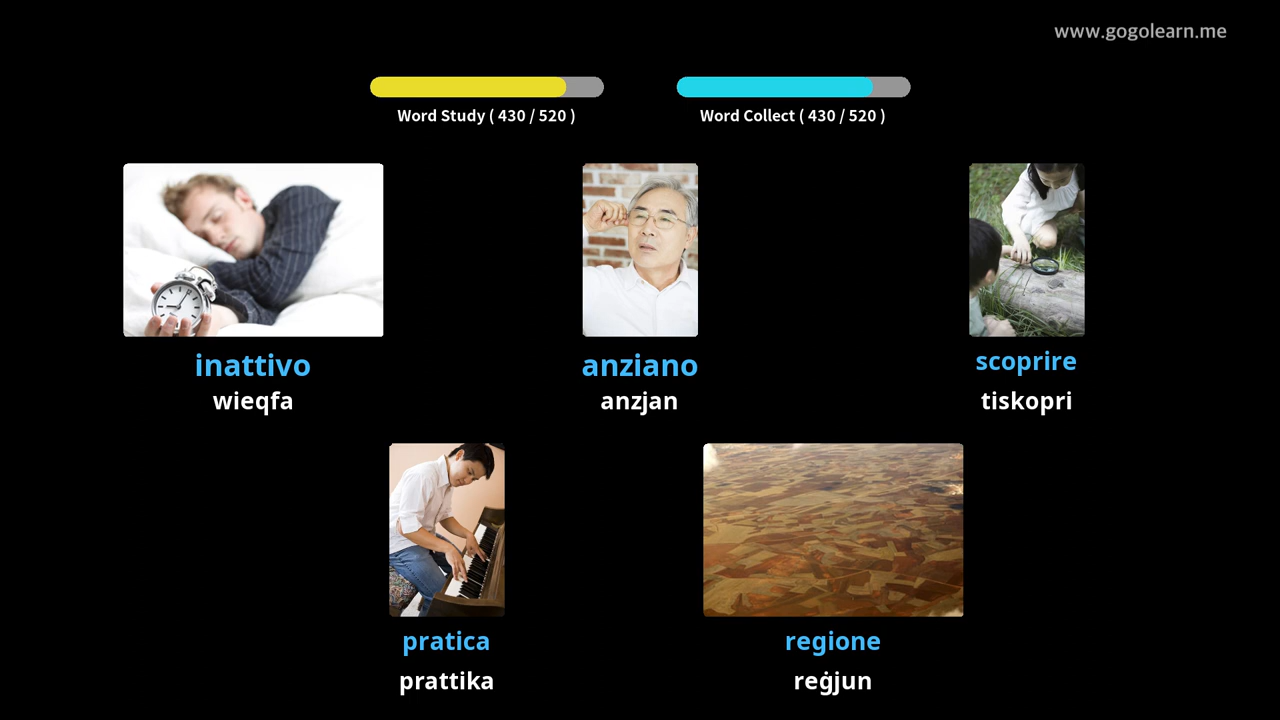 www.gogolearn.me
Word Study ( 430 / 520 )
Word Collect ( 430 / 520 )
inattivo
wieqfa
anziano
anzjan
scoprire
tiskopri
pratica
prattika
regione
reġjun